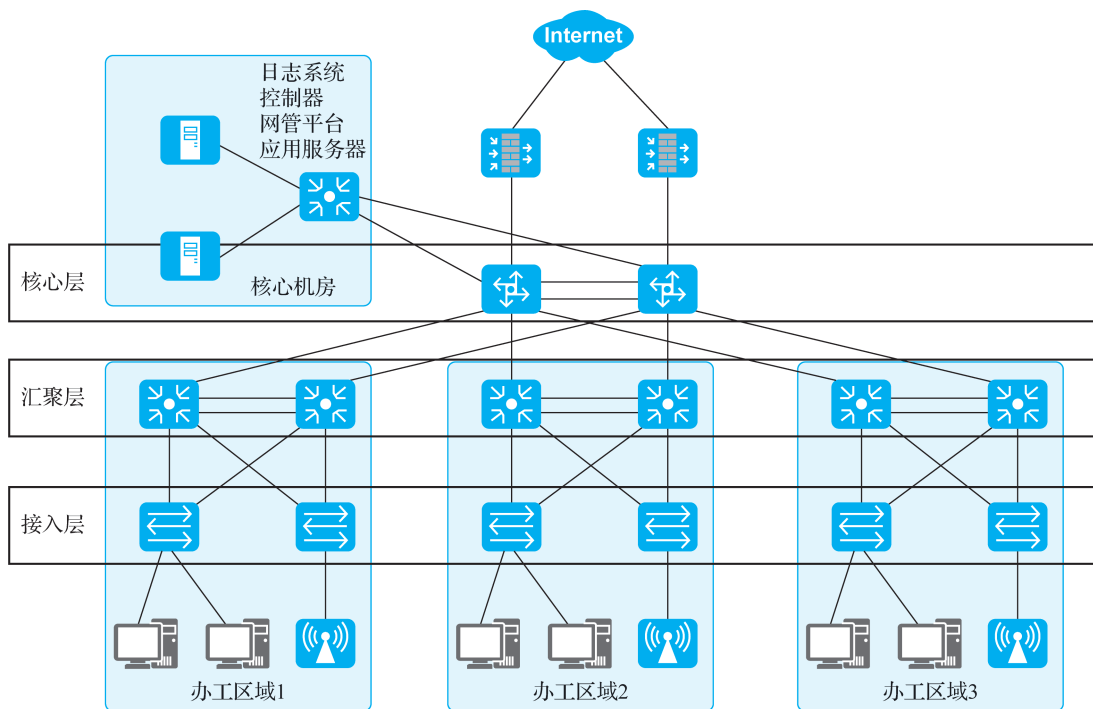 Internet
日志系统
控制器
网管平台
应用服务器
核心层
核心机房
汇聚层
接入层
办工区域1
办工区域2
办工区域3